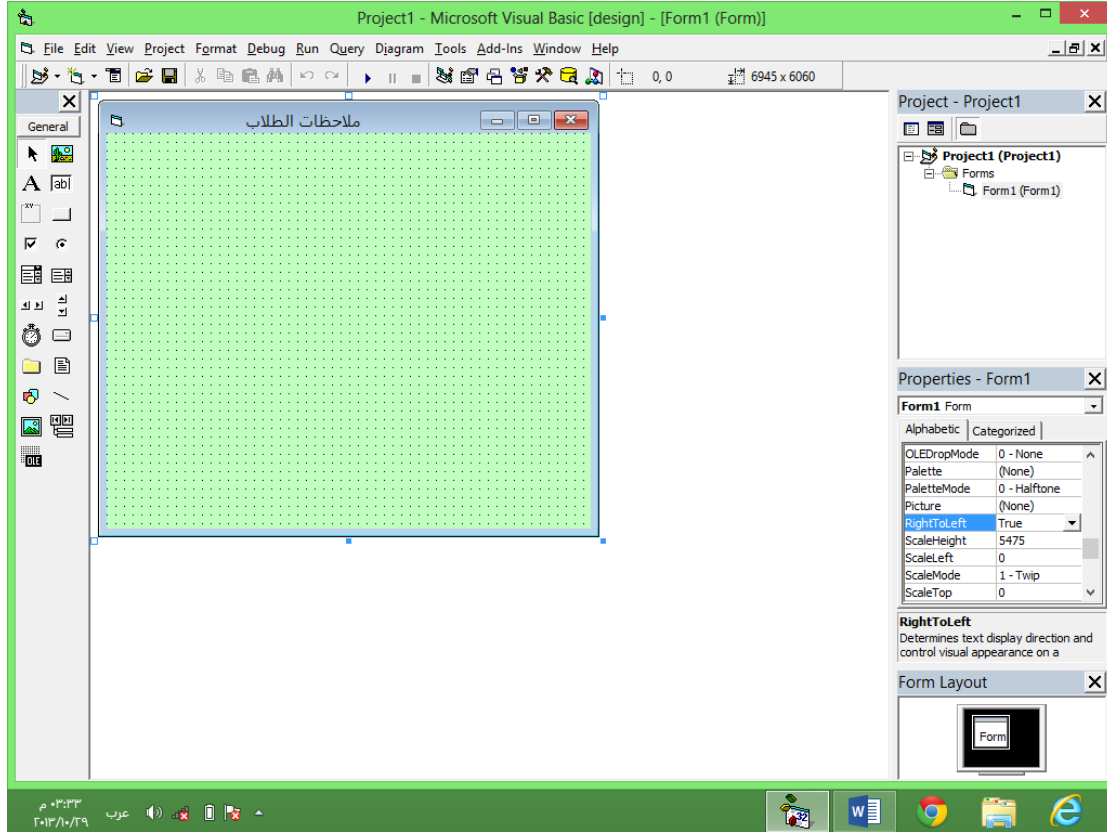 Project1 - Microsoft Visual Basic [design] - [Form1 (Form)]
File Edit View Project Format Debug Run Query Diagram Tools Add-Ins Window Help
0, 0 6945 x 6060
General
A ab|
XY
OLE
ملاحظات الطلاب
Project - Project1
Project1 (Project1)
Forms
Form1 (Form1)
Properties - Form1
Form1 Form
Alphabetic Categorized
OLEDropMode 0 - None
Palette (None)
PaletteMode 0 - Halftone
Picture (None)
RightToLeft True
ScaleHeight 5475
ScaleLeft 0
ScaleMode 1 - Twip
ScaleTop 0
RightToLeft
Determines text display direction and
control visual appearance on a
Form Layout
Form
٠٣:٣٣ م
٢٠١٣/١٠/٢٩
عرب
32
W